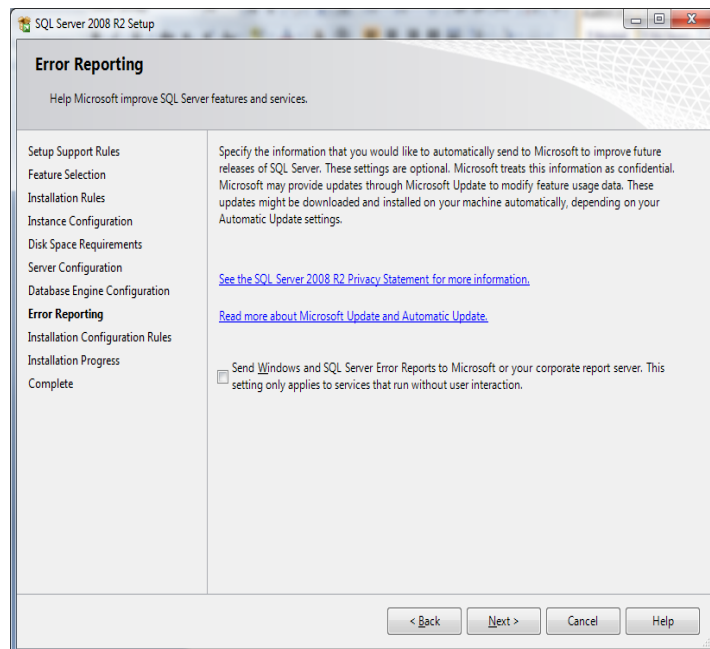 SQL Server 2008 R2 Setup
Error Reporting
Help Microsoft improve SQL Server features and services.
Setup Support Rules
Feature Selection
Installation Rules
Instance Configuration
Disk Space Requirements
Server Configuration
Database Engine Configuration
Error Reporting
Installation Configuration Rules
Installation Progress
Complete
Specify the information that you would like to automatically send to Microsoft to improve future
releases of SQL Server. These settings are optional. Microsoft treats this information as confidential.
Microsoft may provide updates through Microsoft Update to modify feature usage data. These
updates might be downloaded and installed on your machine automatically, depending on your
Automatic Update settings.
See the SQL Server 2008 R2 Privacy Statement for more information.
Read more about Microsoft Update and Automatic Update.
Send Windows and SQL Server Error Reports to Microsoft or your corporate report server. This
setting only applies to services that run without user interaction.
< Back
Next >
Cancel
Help